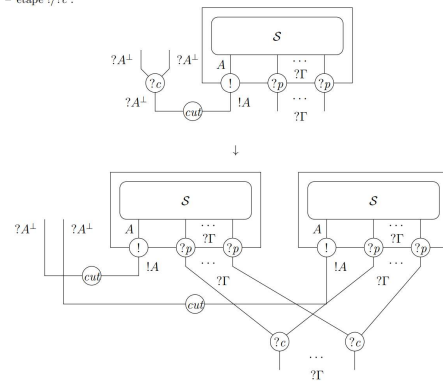 – étape !/?c :
S
?A⊥ ?A⊥ A · · ·
?Γ
?c ! ?p ?p
?A⊥ !A · · ·
cut ?Γ
↓
S S
?A⊥ ?A⊥ A · · · A · · ·
?Γ ?Γ
! ?p ?p ! ?p ?p
!A · · · !A · · ·
cut ?Γ ?Γ
cut
?c ?c
· · ·
?Γ